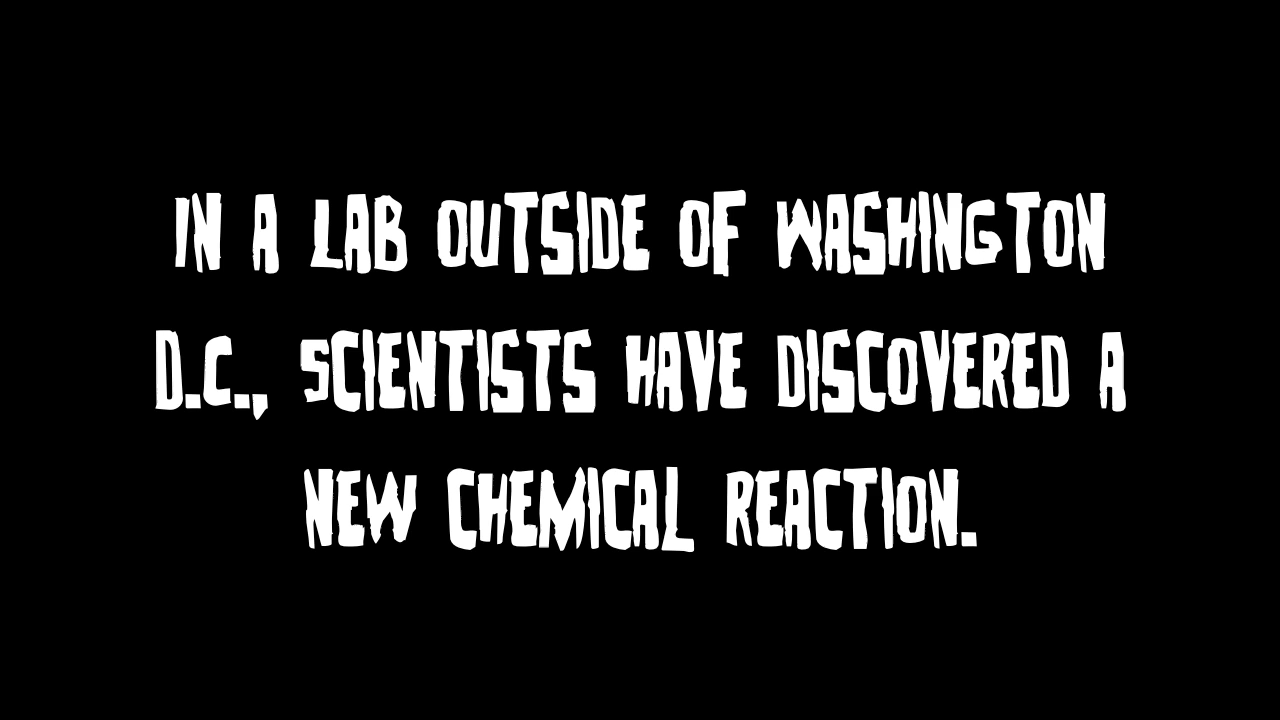 IN A LAB OUTSIDE OF WASHINGTON
D.C., SCIENTISTS HAVE DISCOVERED A
NEW CHEMICAL REACTION.